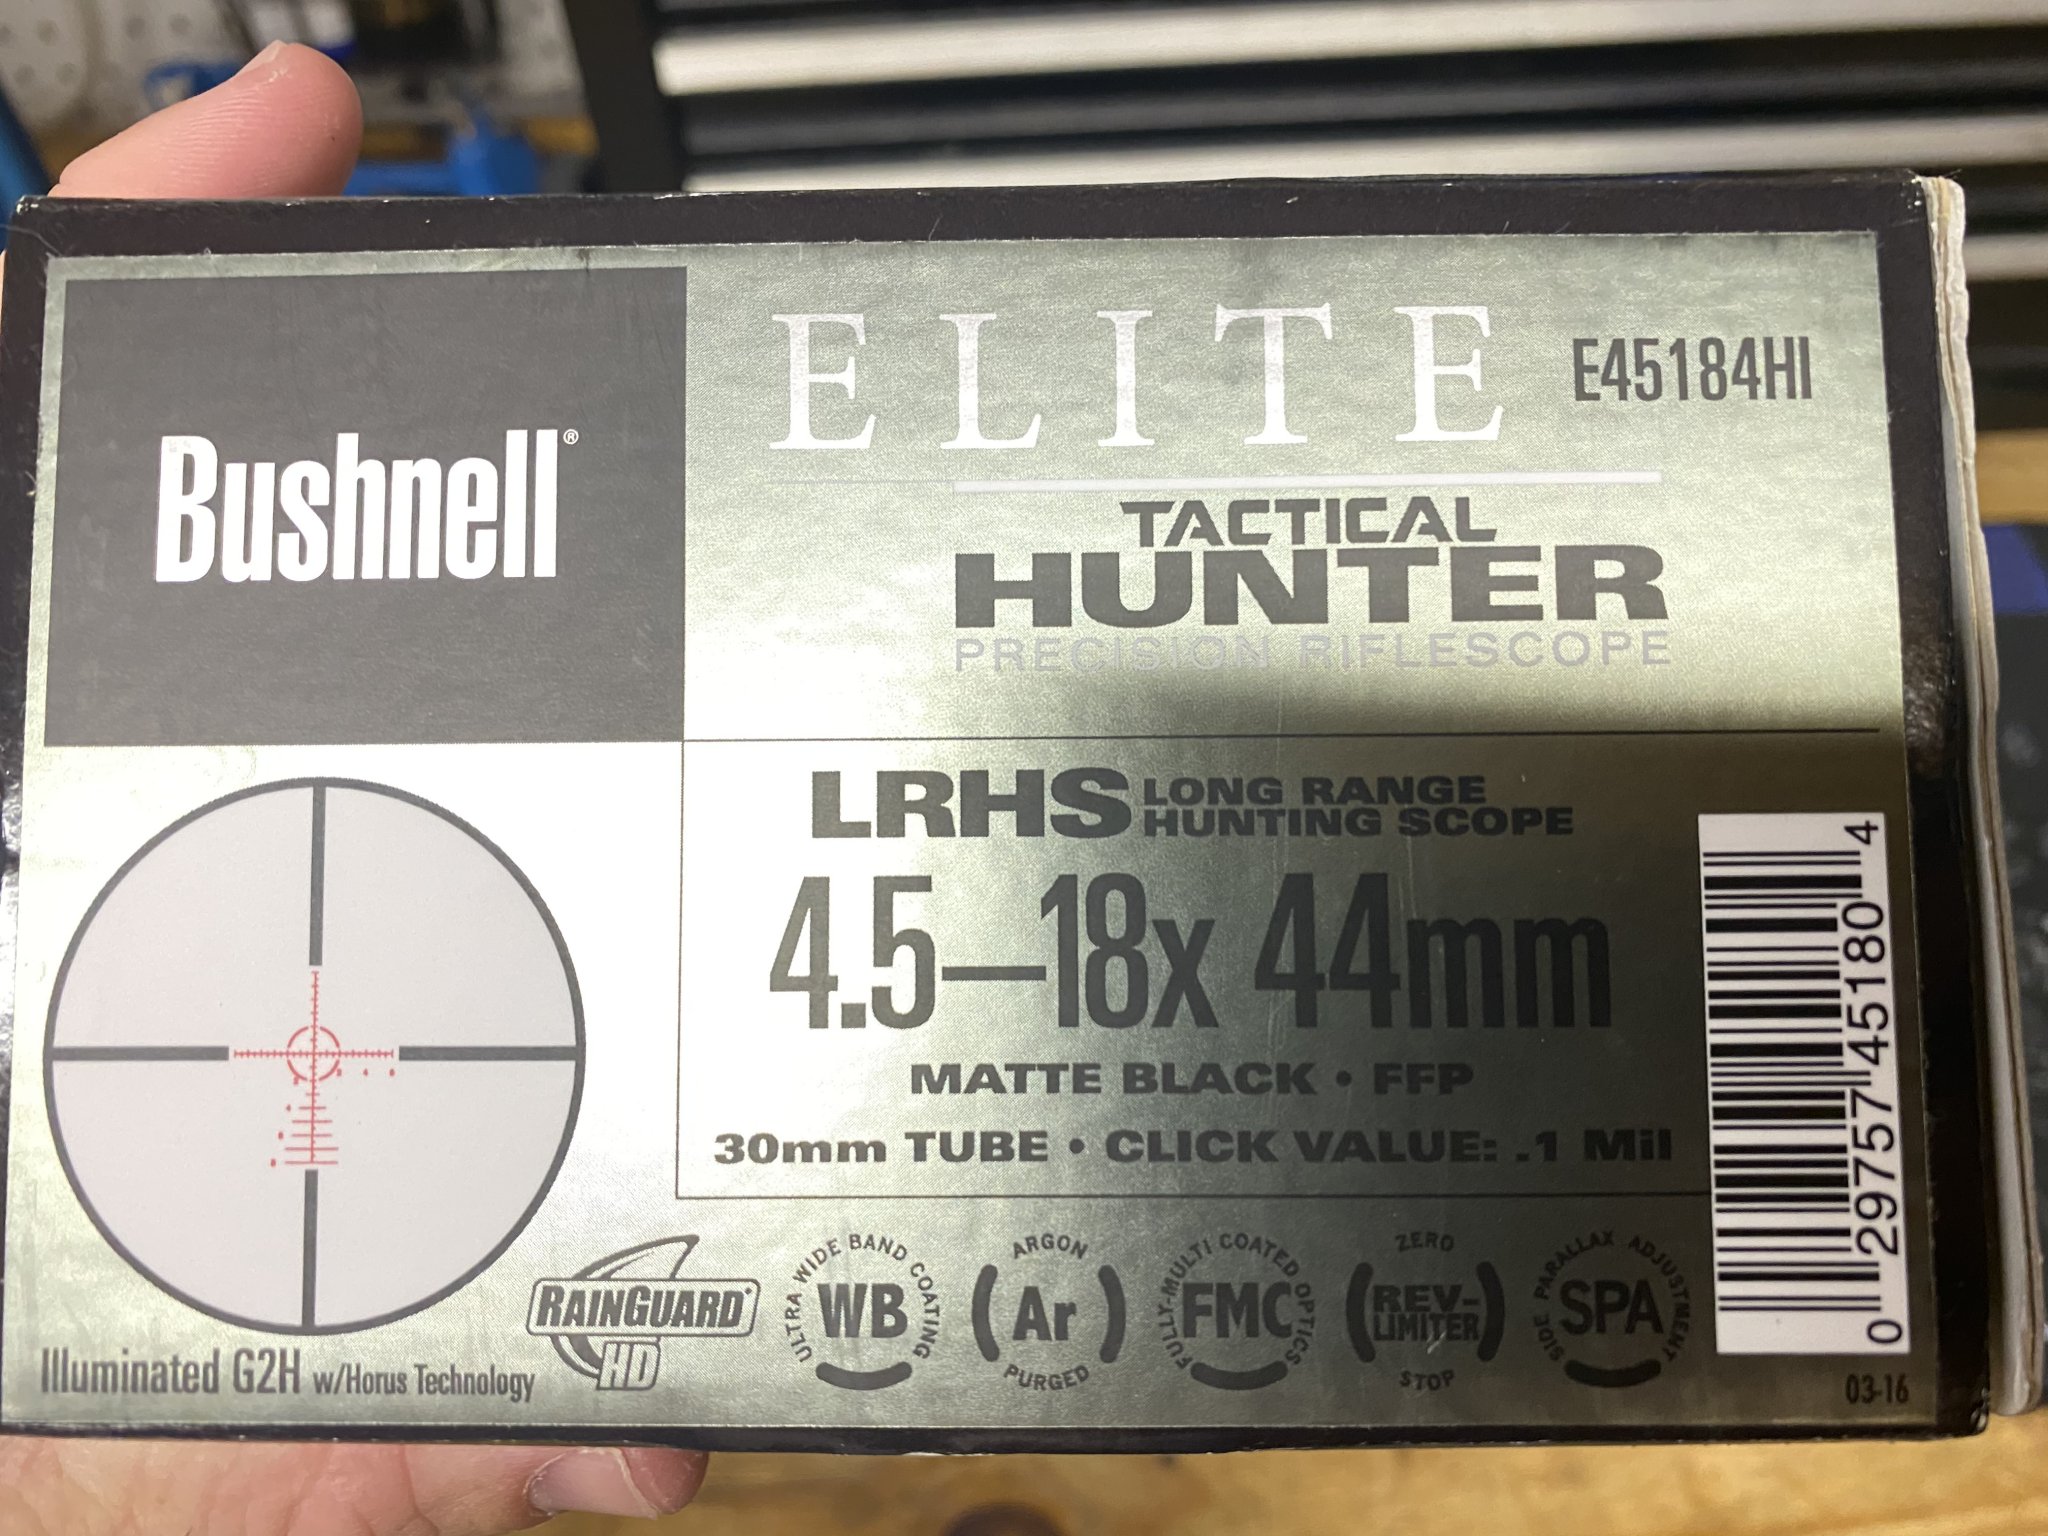 Bushnell®
ELITE
E45184HI
TACTICAL
HUNTER
PRECISION RIFLESCOPE
LRHS LONG RANGE
HUNTING SCOPE
4.5–18x 44mm
MATTE BLACK • FFP
30mm TUBE • CLICK VALUE: .1 Mil
Illuminated G2H w/Horus Technology
RAINGUARD®
HD
ULTRA WIDE BAND COATING
WB
ARGON
Ar
PURGED
FULLY-MULTI COATED OPTICS
FMC
ZERO
REV-
LIMITER
STOP
SIDE PARALLAX ADJUSTMENT
SPA
0 29757 45180 4
03-16